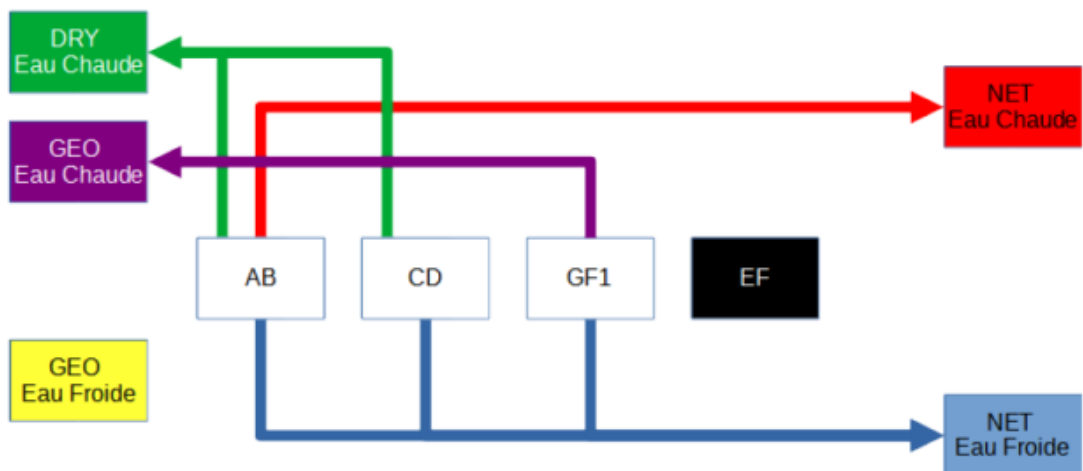 DRY
Eau Chaude
NET
Eau Chaude
GEO
Eau Chaude
AB
CD
GF1
EF
GEO
Eau Froide
NET
Eau Froide